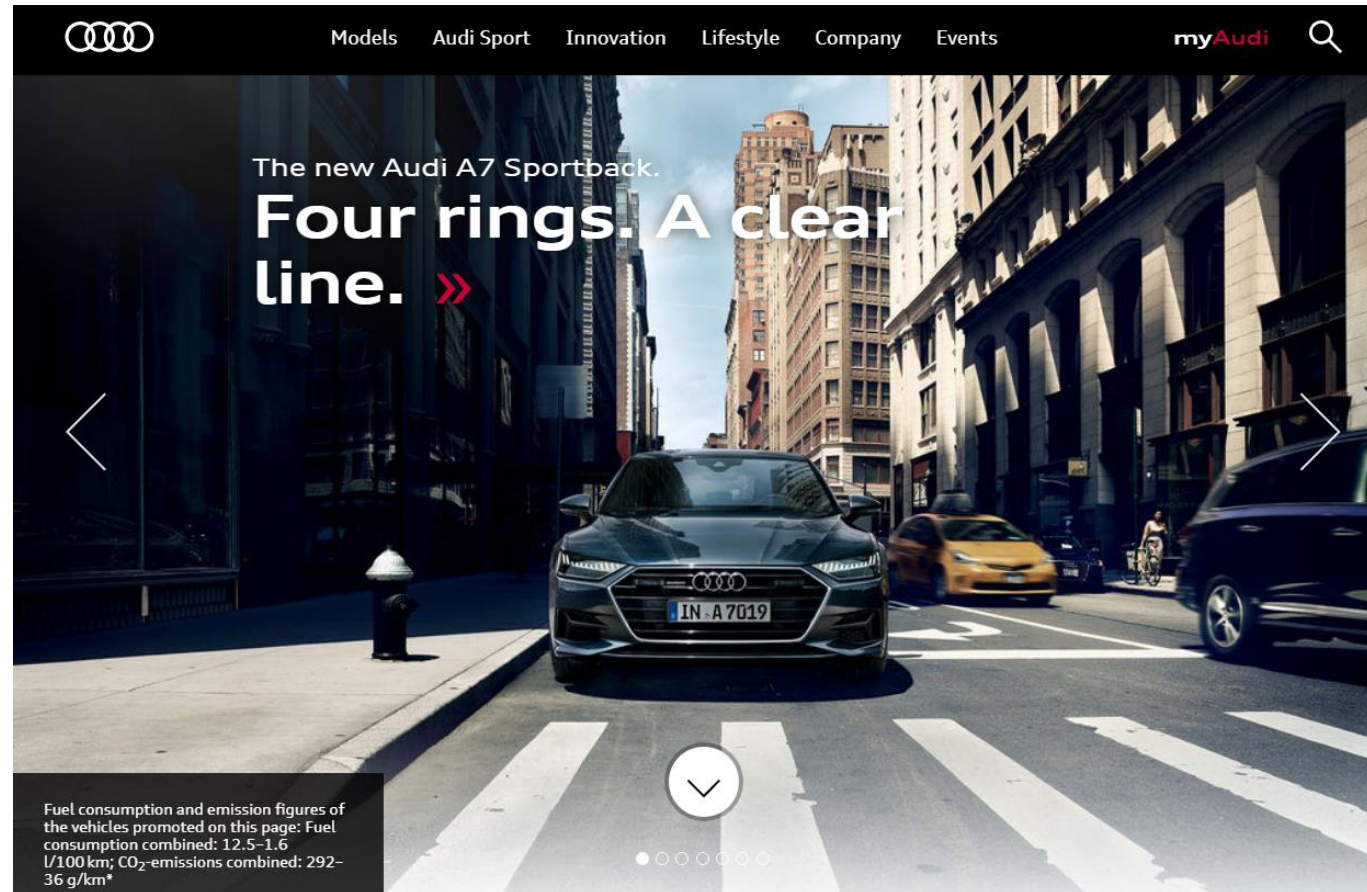 Models Audi Sport Innovation Lifestyle Company Events myAudi
The new Audi A7 Sportback.
Four rings. A clear
line. »
IN A 7019
Fuel consumption and emission figures of
the vehicles promoted on this page: Fuel
consumption combined: 12.5–1.6
l/100 km; CO₂-emissions combined: 292–
36 g/km*